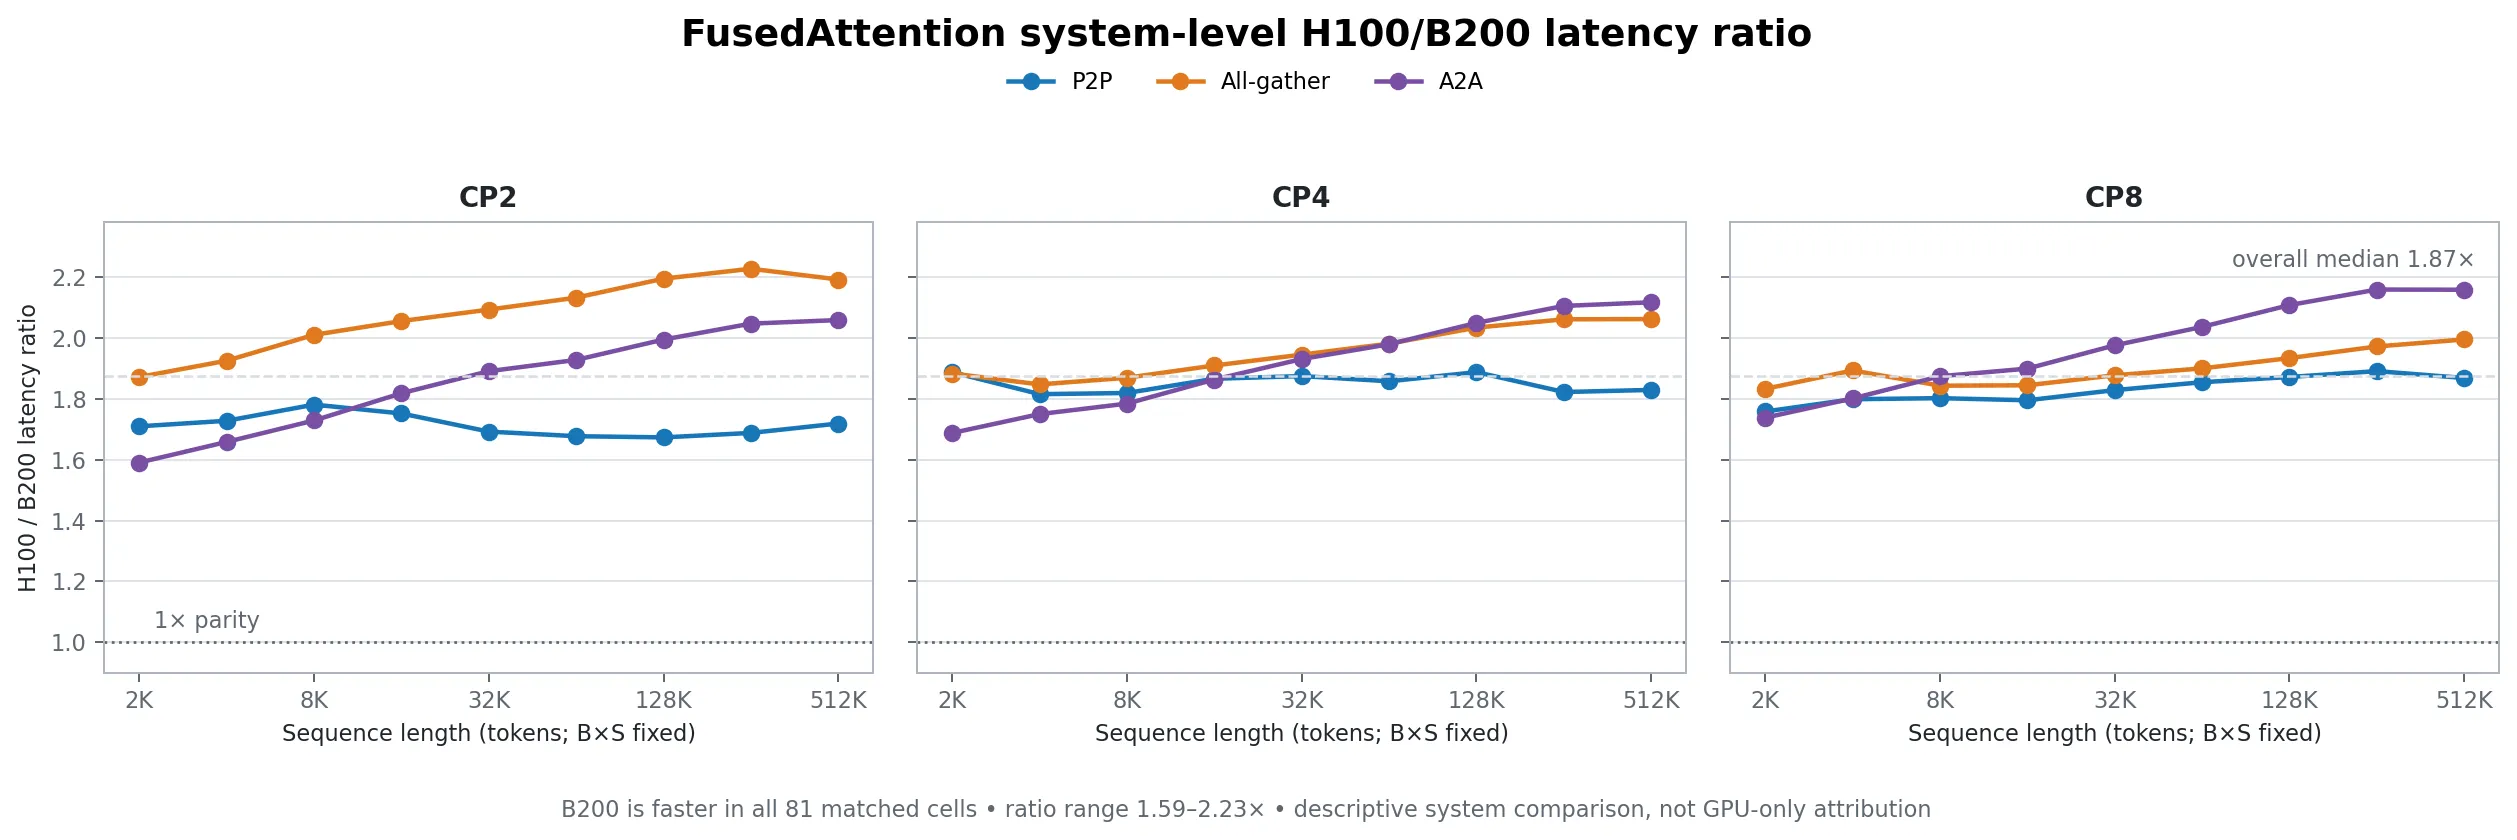 FusedAttention system-level H100/B200 latency ratio
P2P All-gather A2A
CP2
H100 / B200 latency ratio
2.2
2.0
1.8
1.6
1.4
1.2
1.0
1× parity
2K 8K 32K 128K 512K
Sequence length (tokens; B×S fixed)
CP4
2K 8K 32K 128K 512K
Sequence length (tokens; B×S fixed)
CP8
overall median 1.87×
2K 8K 32K 128K 512K
Sequence length (tokens; B×S fixed)
B200 is faster in all 81 matched cells • ratio range 1.59–2.23× • descriptive system comparison, not GPU-only attribution